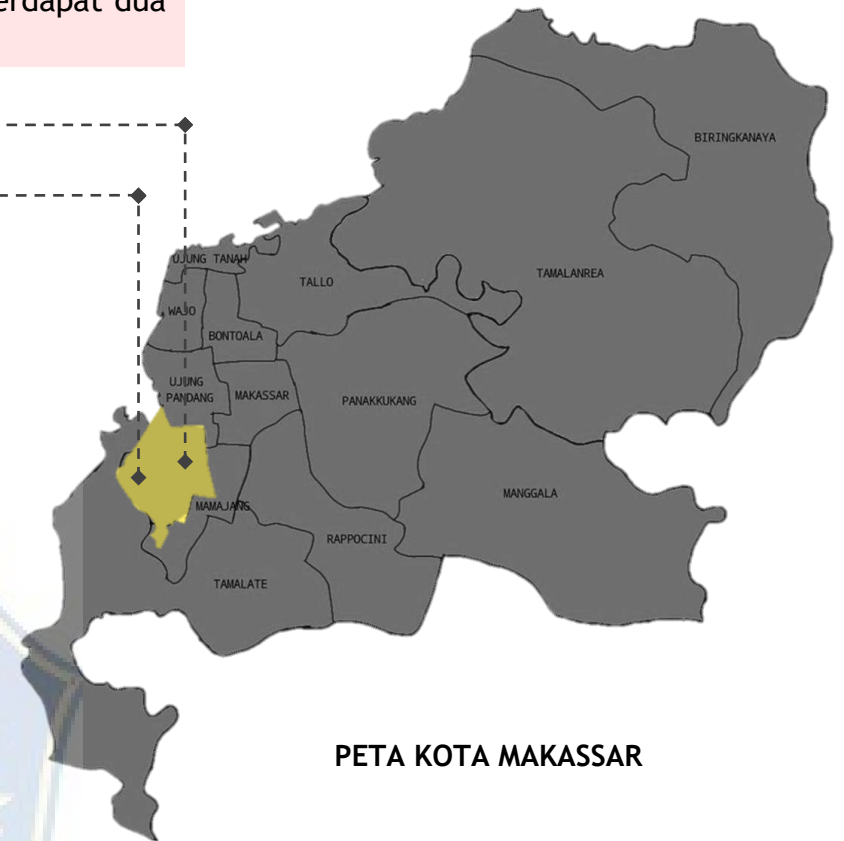 erdapat dua
BIRINGKANAYA
UJUNG TANAH
TAMALANREA
TALLO
WAJO
BONTOALA
UJUNG
PANDANG
MAKASSAR
PANAKKUKANG
MANGGALA
MAMAJANG
RAPPOCINI
TAMALATE
PETA KOTA MAKASSAR